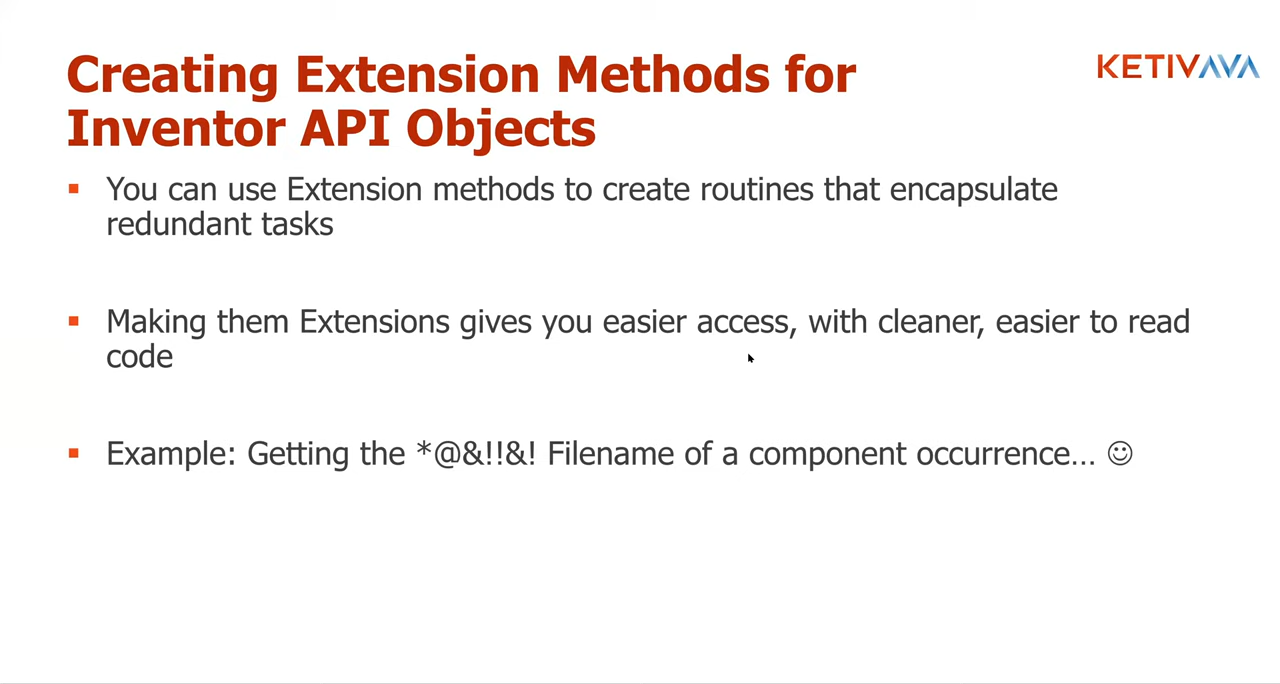 Creating Extension Methods for
Inventor API Objects
KETIVAVA
▪ You can use Extension methods to create routines that encapsulate
redundant tasks
▪ Making them Extensions gives you easier access, with cleaner, easier to read
code
▪ Example: Getting the *@&!!&! Filename of a component occurrence... ☺